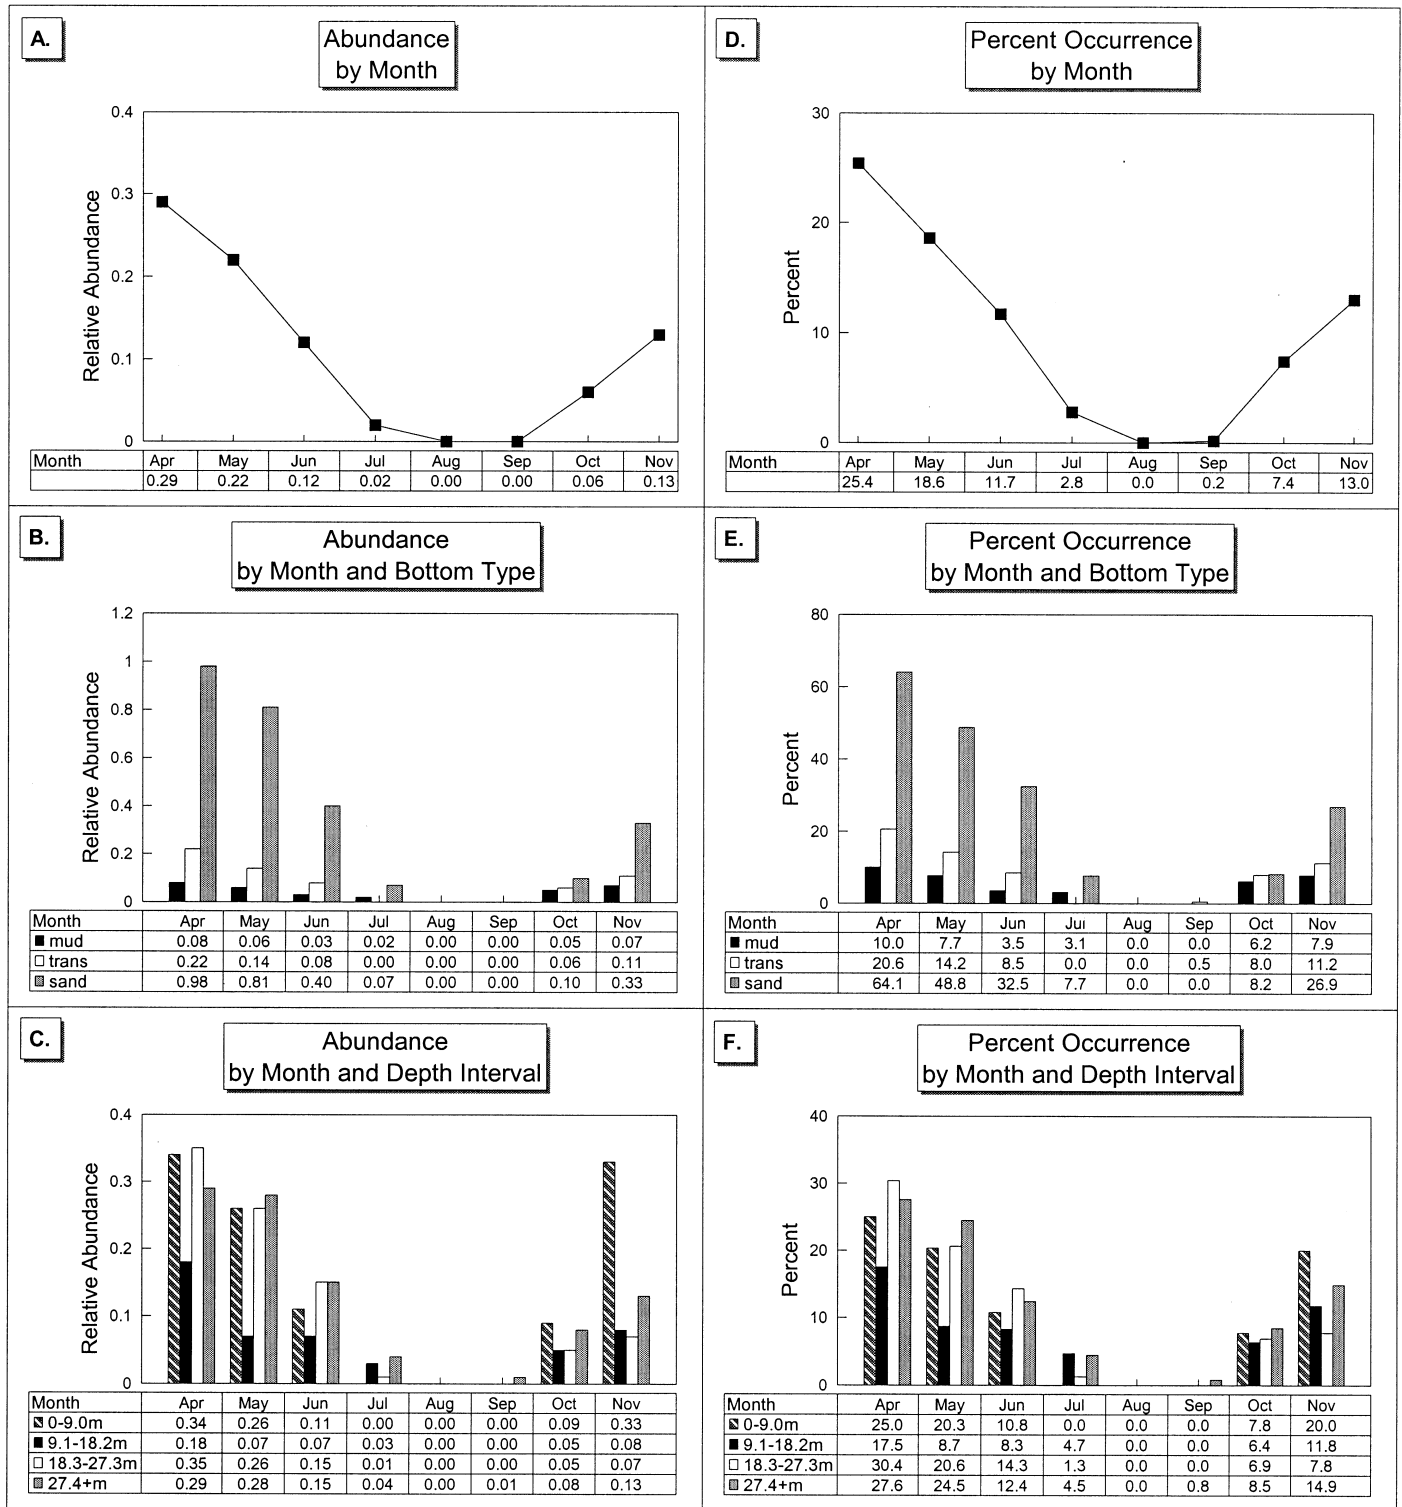 A.
Abundance
by Month
0.4
0.3
0.2
0.1
0
Relative Abundance
Month Apr May Jun Jul Aug Sep Oct Nov
0.29 0.22 0.12 0.02 0.00 0.00 0.06 0.13
D.
Percent Occurrence
by Month
30
20
10
0
Percent
Month Apr May Jun Jul Aug Sep Oct Nov
25.4 18.6 11.7 2.8 0.0 0.2 7.4 13.0
B.
Abundance
by Month and Bottom Type
1.2
1
0.8
0.6
0.4
0.2
0
Relative Abundance
Month Apr May Jun Jul Aug Sep Oct Nov
mud 0.08 0.06 0.03 0.02 0.00 0.00 0.05 0.07
trans 0.22 0.14 0.08 0.00 0.00 0.00 0.06 0.11
sand 0.98 0.81 0.40 0.07 0.00 0.00 0.10 0.33
E.
Percent Occurrence
by Month and Bottom Type
80
60
40
20
0
Percent
Month Apr May Jun Jul Aug Sep Oct Nov
mud 10.0 7.7 3.5 3.1 0.0 0.0 6.2 7.9
trans 20.6 14.2 8.5 0.0 0.0 0.5 8.0 11.2
sand 64.1 48.8 32.5 7.7 0.0 0.0 8.2 26.9
C.
Abundance
by Month and Depth Interval
0.4
0.3
0.2
0.1
0
Relative Abundance
Month Apr May Jun Jul Aug Sep Oct Nov
0-9.0m 0.34 0.26 0.11 0.00 0.00 0.00 0.09 0.33
9.1-18.2m 0.18 0.07 0.07 0.03 0.00 0.00 0.05 0.08
18.3-27.3m 0.35 0.26 0.15 0.01 0.00 0.00 0.05 0.07
27.4+m 0.29 0.28 0.15 0.04 0.00 0.01 0.08 0.13
F.
Percent Occurrence
by Month and Depth Interval
40
30
20
10
0
Percent
Month Apr May Jun Jul Aug Sep Oct Nov
0-9.0m 25.0 20.3 10.8 0.0 0.0 0.0 7.8 20.0
9.1-18.2m 17.5 8.7 8.3 4.7 0.0 0.0 6.4 11.8
18.3-27.3m 30.4 20.6 14.3 1.3 0.0 0.0 6.9 7.8
27.4+m 27.6 24.5 12.4 4.5 0.0 0.8 8.5 14.9